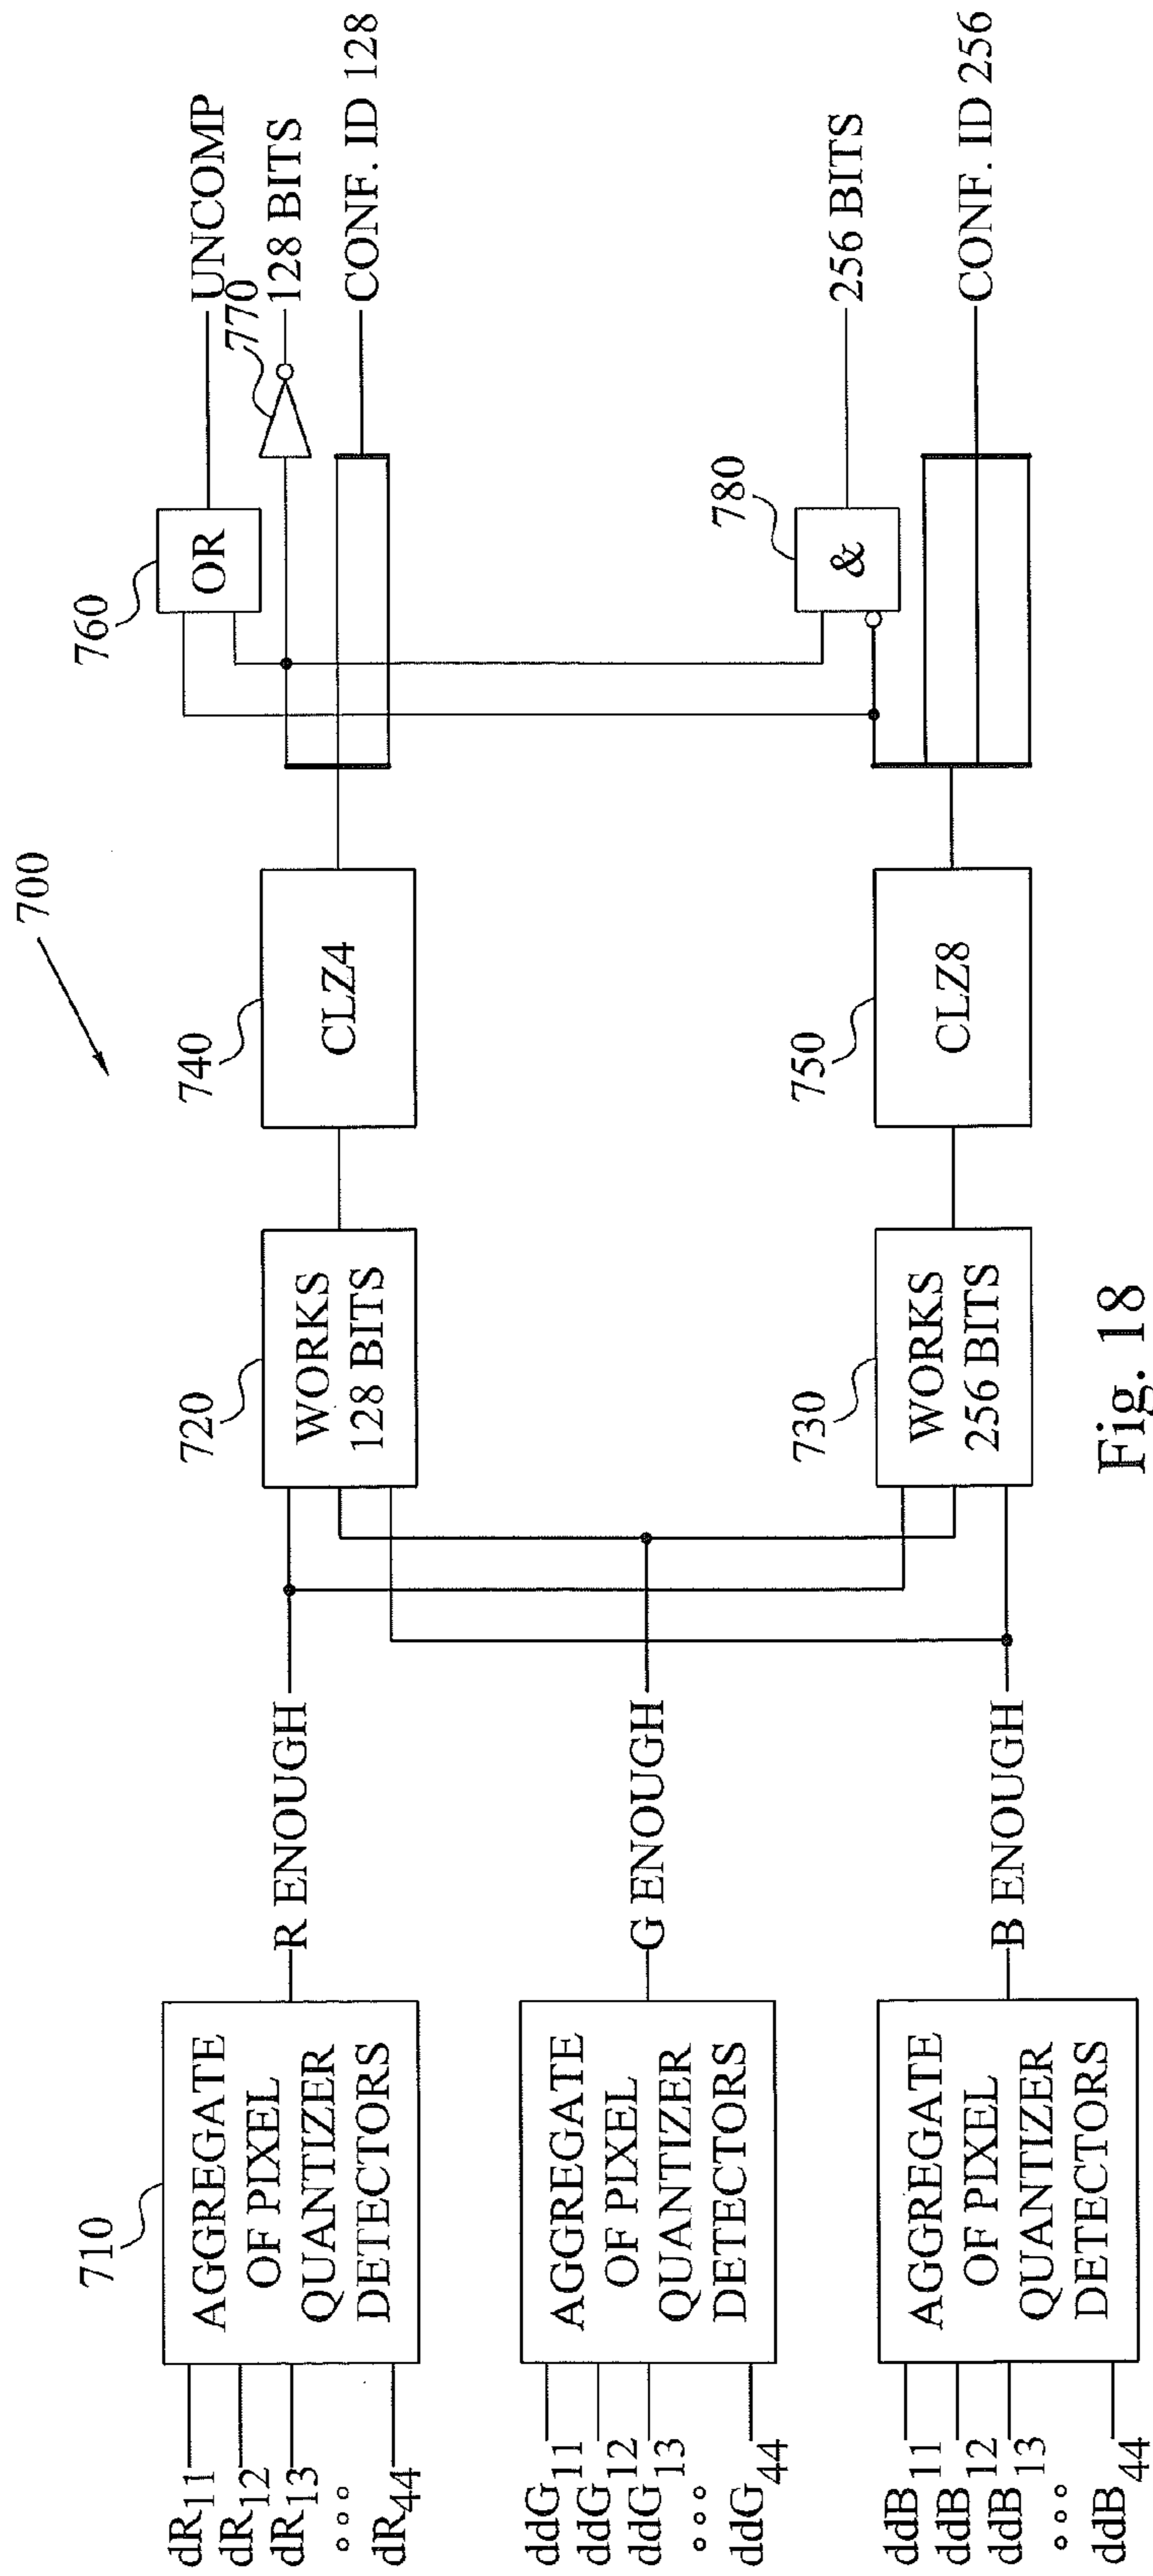 700
dR11
dR12
dR13
dR44
710
AGGREGATE
OF PIXEL
QUANTIZER
DETECTORS
R ENOUGH
720
WORKS
128 BITS
740
CLZ4
760
OR
UNCOMP
770
128 BITS
CONF. ID 128
ddG11
ddG12
ddG13
ddG44
AGGREGATE
OF PIXEL
QUANTIZER
DETECTORS
G ENOUGH
ddB11
ddB12
ddB13
ddB44
AGGREGATE
OF PIXEL
QUANTIZER
DETECTORS
B ENOUGH
730
WORKS
256 BITS
750
CLZ8
780
&
256 BITS
CONF. ID 256
Fig. 18